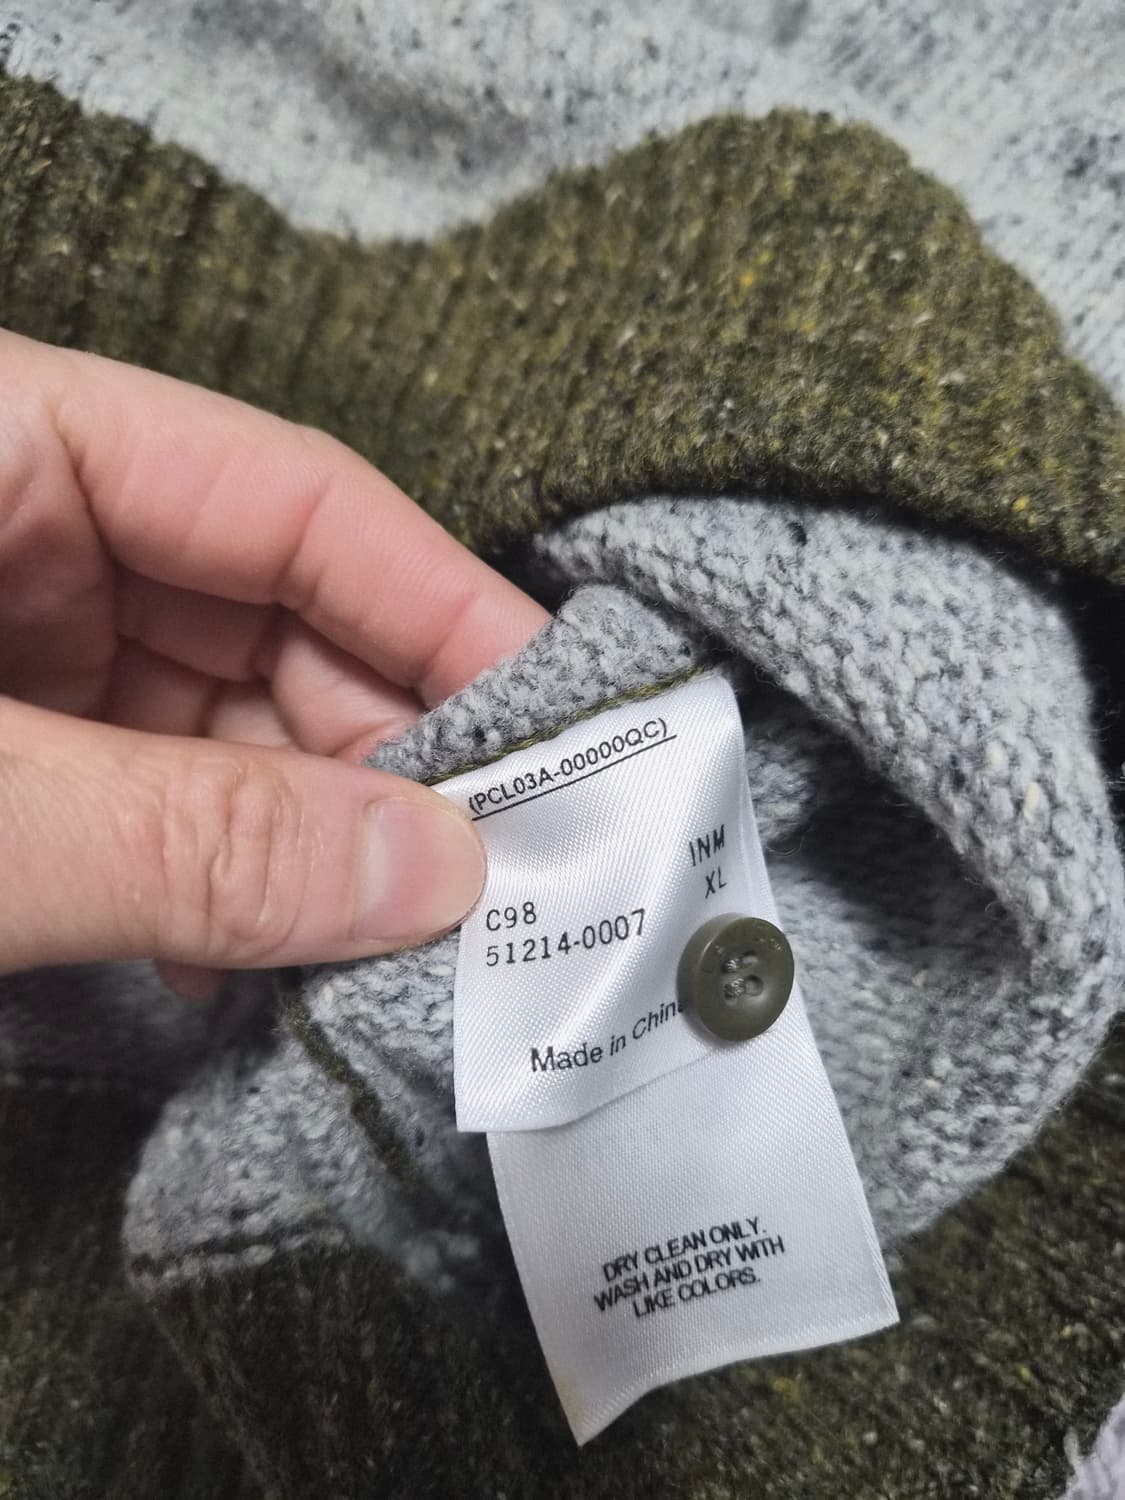 (PCL03A-00000QC)
INM
XL
C98
51214-0007
Made in China
DRY CLEAN ONLY.
WASH AND DRY WITH
LIKE COLORS.